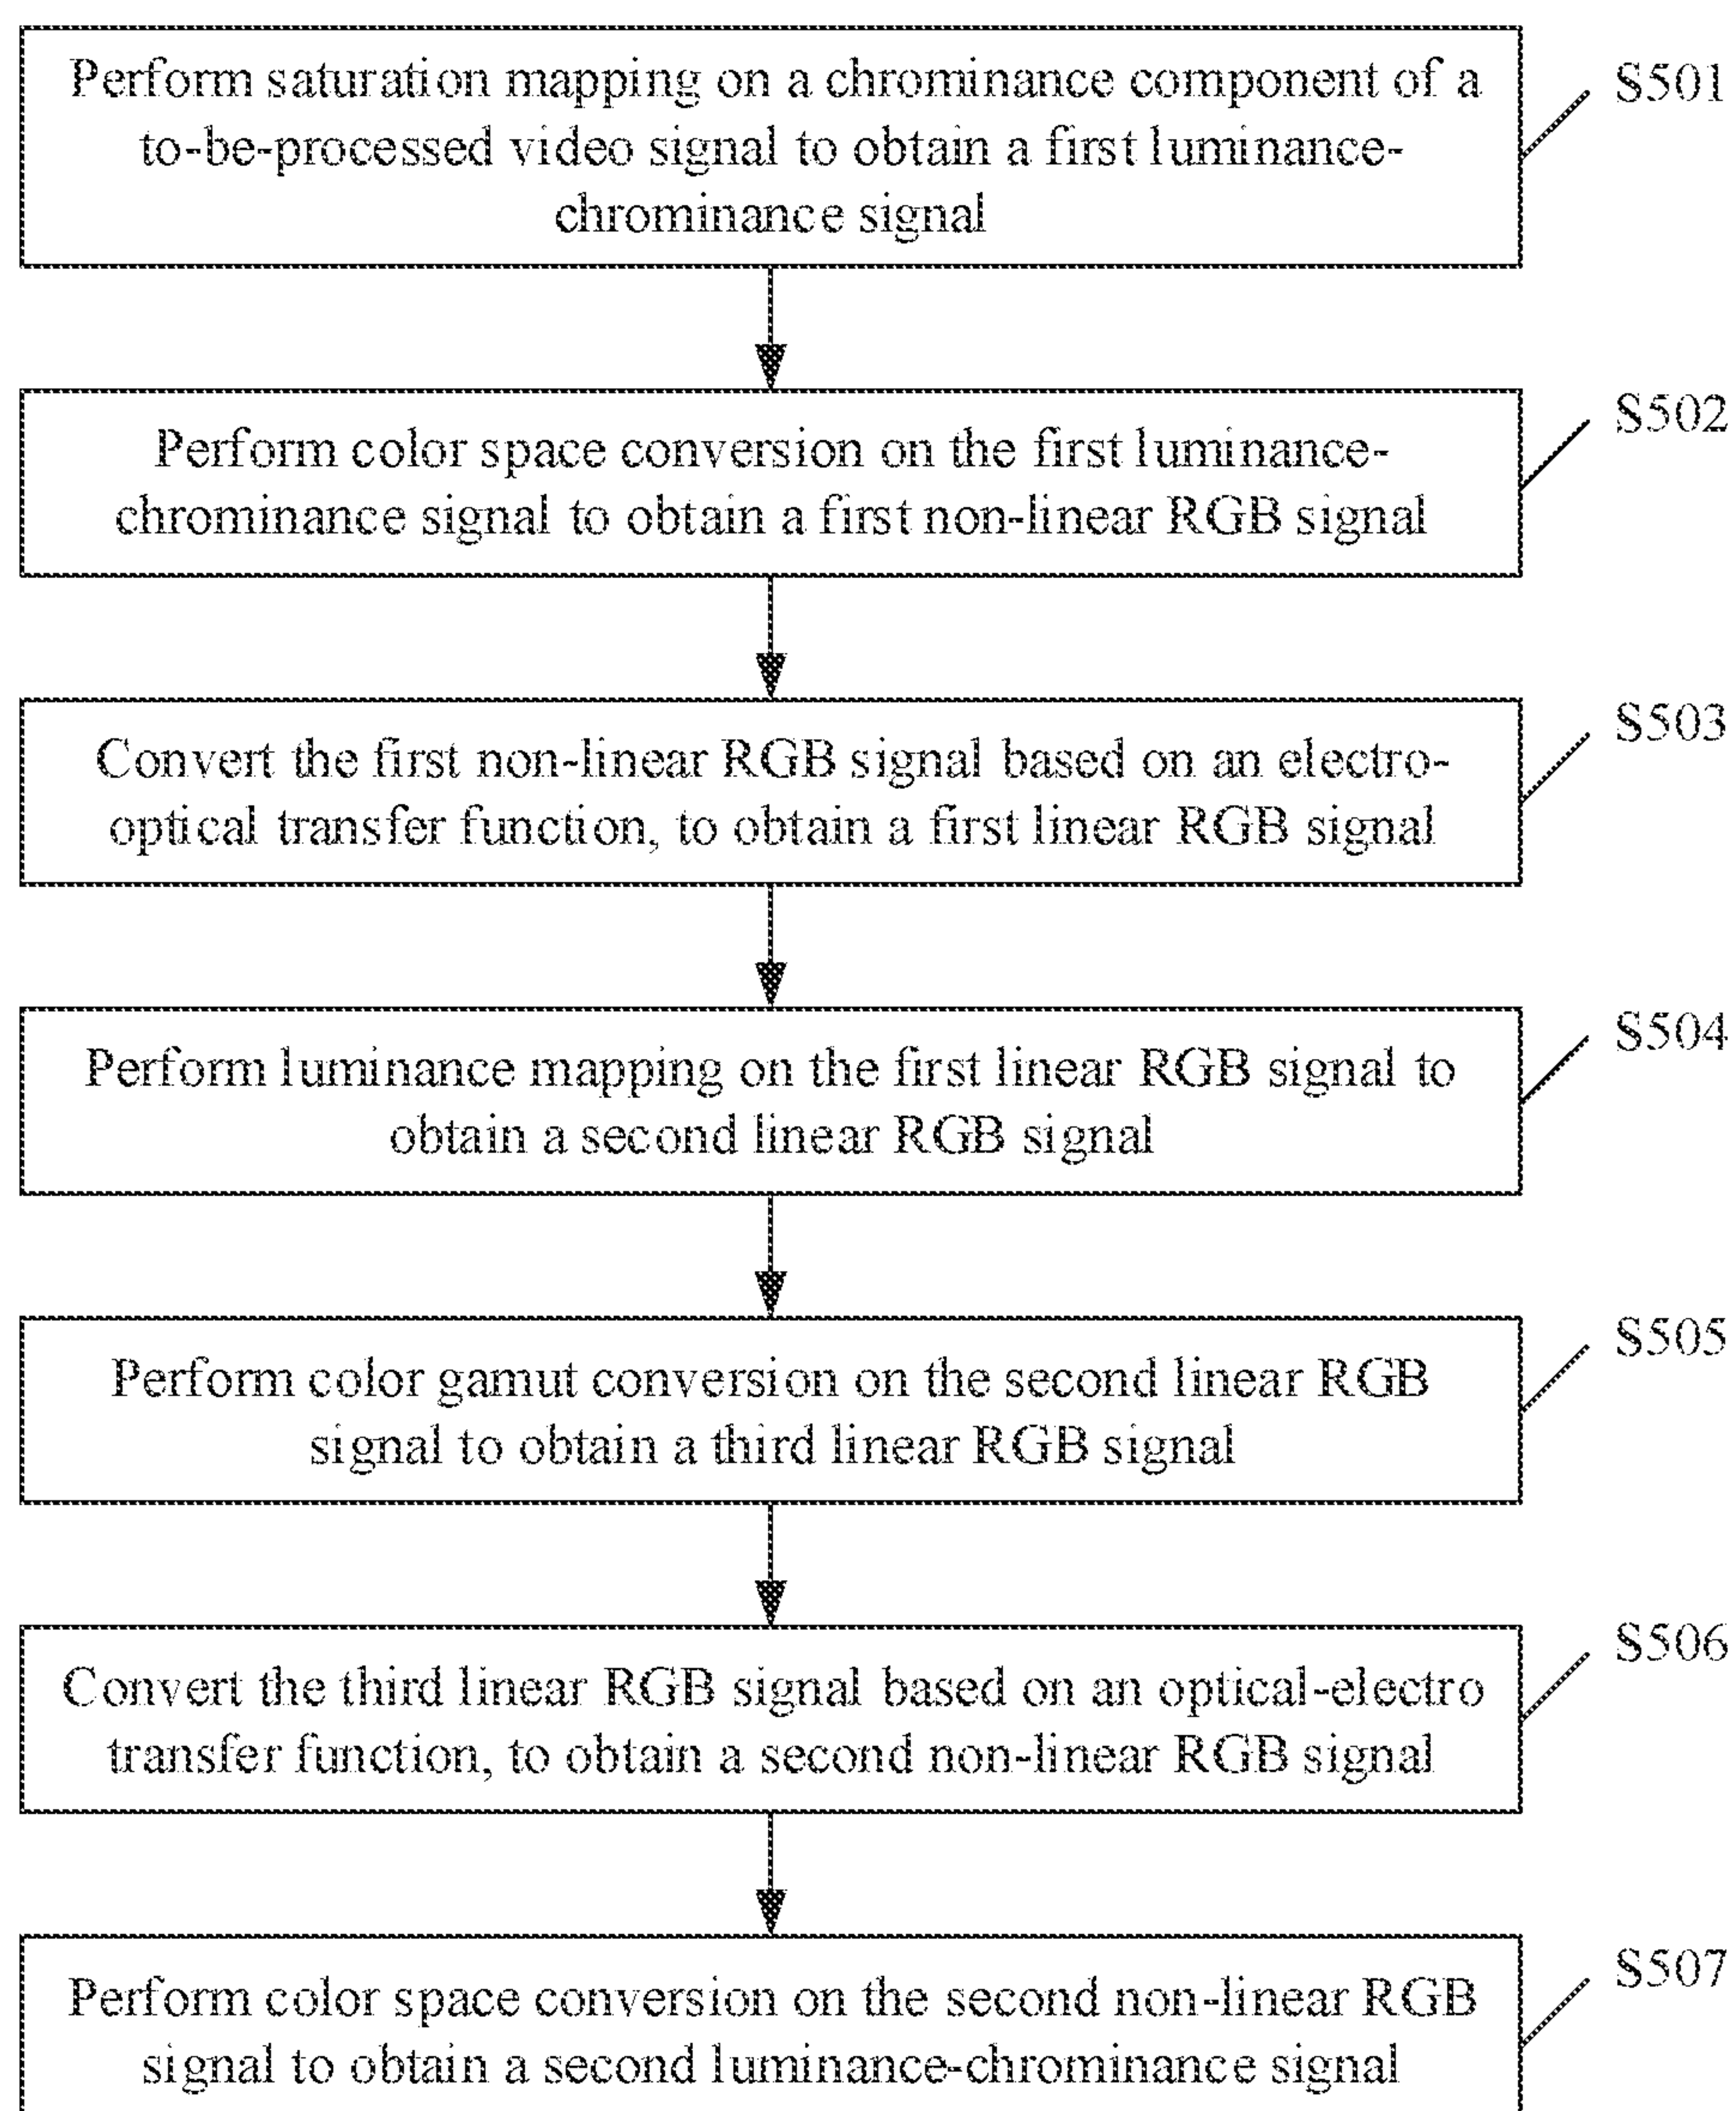 Perform saturation mapping on a chrominance component of a
to-be-processed video signal to obtain a first luminance-
chrominance signal
S501
Perform color space conversion on the first luminance-
chrominance signal to obtain a first non-linear RGB signal
S502
Convert the first non-linear RGB signal based on an electro-
optical transfer function, to obtain a first linear RGB signal
S503
Perform luminance mapping on the first linear RGB signal to
obtain a second linear RGB signal
S504
Perform color gamut conversion on the second linear RGB
signal to obtain a third linear RGB signal
S505
Convert the third linear RGB signal based on an optical-electro
transfer function, to obtain a second non-linear RGB signal
S506
Perform color space conversion on the second non-linear RGB
signal to obtain a second luminance-chrominance signal
S507